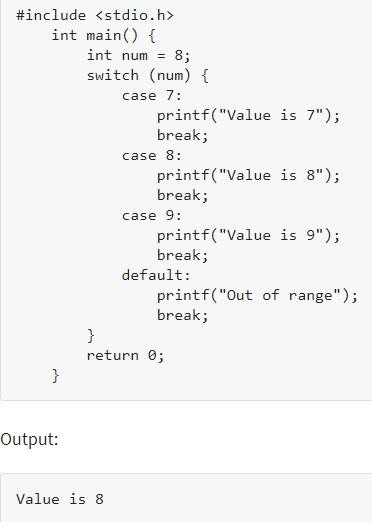 #include <stdio.h>
    int main() {
        int num = 8;
        switch (num) {
            case 7:
                printf("Value is 7");
                break;
            case 8:
                printf("Value is 8");
                break;
            case 9:
                printf("Value is 9");
                break;
            default:
                printf("Out of range");
                break;
        }
        return 0;
    }
Output:
Value is 8